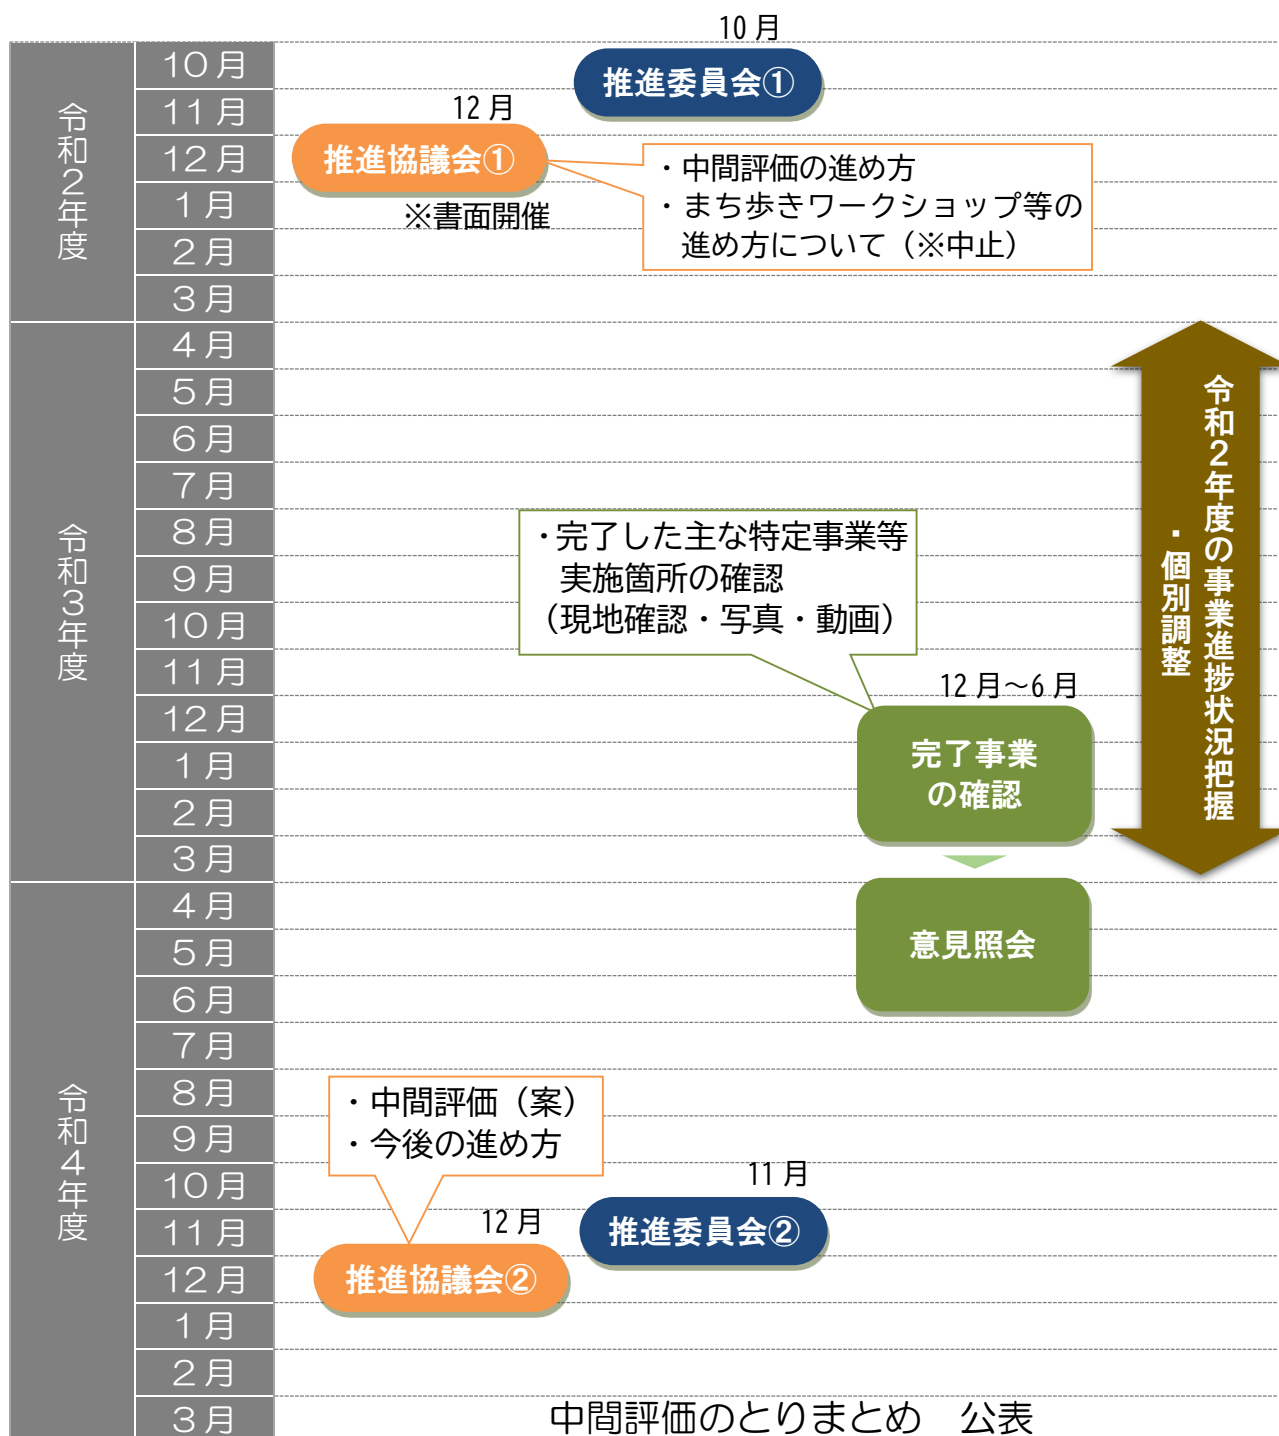 令和2年度
10月
11月
12月
1月
2月
3月
10月
推進委員会①
12月
推進協議会①
※書面開催
・中間評価の進め方
・まち歩きワークショップ等の
進め方について（※中止）
令和3年度
4月
5月
6月
7月
8月
9月
10月
11月
12月
1月
2月
3月
令和2年度の事業進捗状況把握
・個別調整
・完了した主な特定事業等
実施箇所の確認
（現地確認・写真・動画）
12月～6月
完了事業
の確認
意見照会
令和4年度
4月
5月
6月
7月
8月
9月
10月
11月
12月
1月
2月
3月
・中間評価（案）
・今後の進め方
11月
推進委員会②
12月
推進協議会②
中間評価のとりまとめ　公表